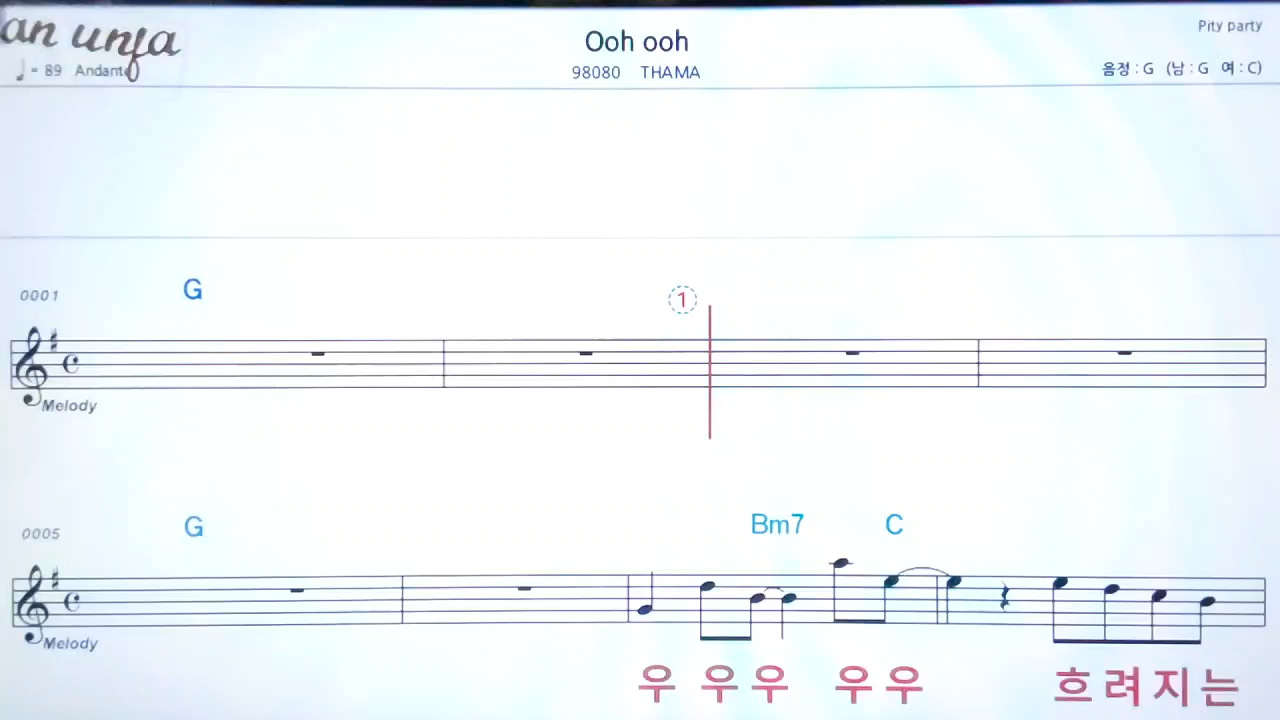 an unfa
Ooh ooh
Pity party
♩= 89 Andante
98080 THAMA
음정 : G (남 : G 여 : C)
0001 G ①
Melody
0005 G Bm7 C
Melody
우 우 우 우 우 흐 려 지 는